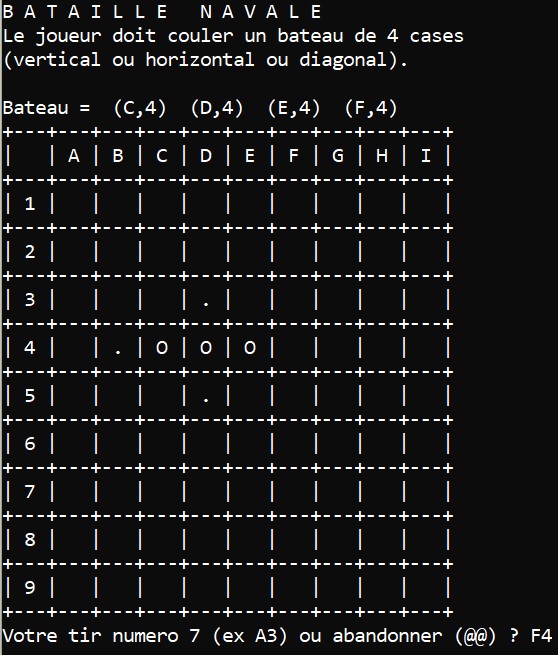 B A T A I L L E   N A V A L E
Le joueur doit couler un bateau de 4 cases
(vertical ou horizontal ou diagonal).

Bateau =  (C,4)  (D,4)  (E,4)  (F,4)
+---+---+---+---+---+---+---+---+---+---+
|   | A | B | C | D | E | F | G | H | I |
+---+---+---+---+---+---+---+---+---+---+
| 1 |   |   |   |   |   |   |   |   |   |
+---+---+---+---+---+---+---+---+---+---+
| 2 |   |   |   |   |   |   |   |   |   |
+---+---+---+---+---+---+---+---+---+---+
| 3 |   |   |   | . |   |   |   |   |   |
+---+---+---+---+---+---+---+---+---+---+
| 4 |   | . | O | O | O |   |   |   |   |
+---+---+---+---+---+---+---+---+---+---+
| 5 |   |   |   | . |   |   |   |   |   |
+---+---+---+---+---+---+---+---+---+---+
| 6 |   |   |   |   |   |   |   |   |   |
+---+---+---+---+---+---+---+---+---+---+
| 7 |   |   |   |   |   |   |   |   |   |
+---+---+---+---+---+---+---+---+---+---+
| 8 |   |   |   |   |   |   |   |   |   |
+---+---+---+---+---+---+---+---+---+---+
| 9 |   |   |   |   |   |   |   |   |   |
+---+---+---+---+---+---+---+---+---+---+
Votre tir numero 7 (ex A3) ou abandonner (@@) ? F4